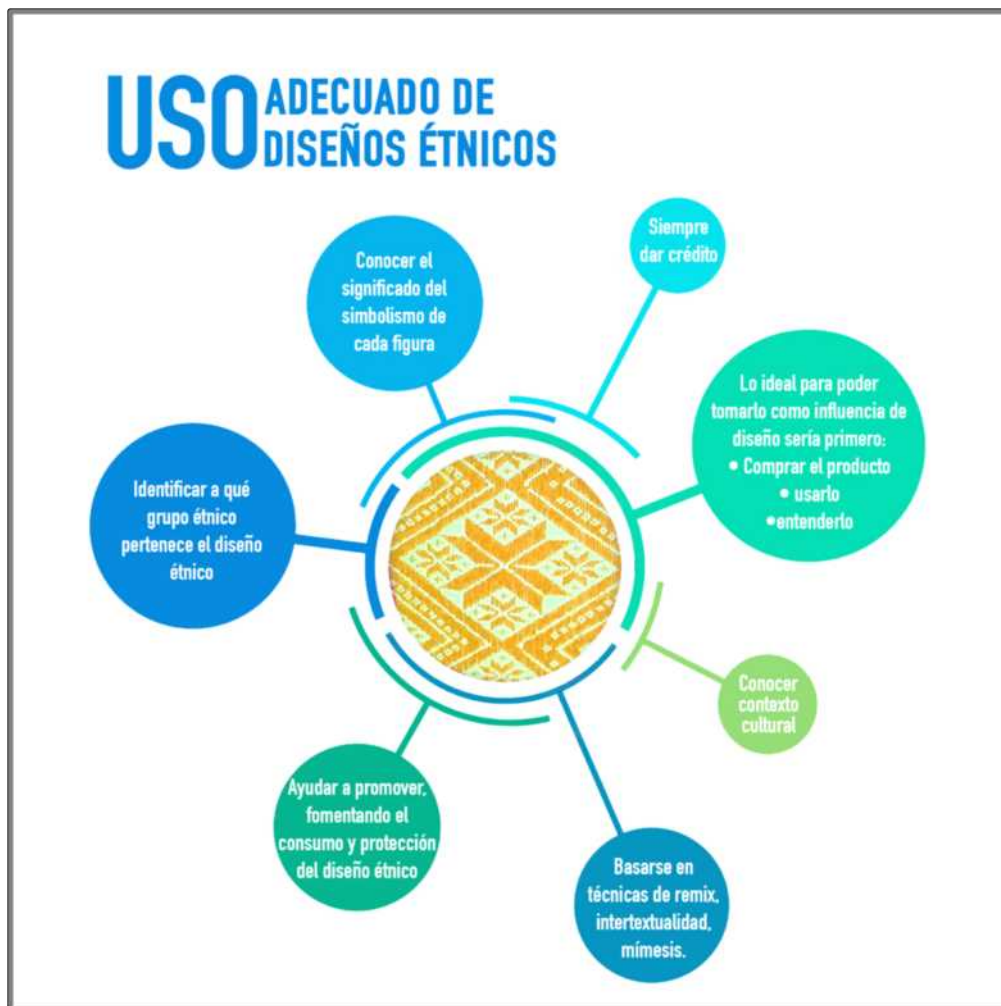 USO ADECUADO DE
DISEÑOS ÉTNICOS
Siempre
dar crédito
Conocer el
significado del
simbolismo de
cada figura
Lo ideal para poder
tomarlo como influencia de
diseño sería primero:
• Comprar el producto
• usarlo
•entenderlo
Identificar a qué
grupo étnico
pertenece el diseño
étnico
Conocer
contexto
cultural
Ayudar a promover,
fomentando el
consumo y protección
del diseño étnico
Basarse en
técnicas de remix,
intertextualidad,
mímesis.